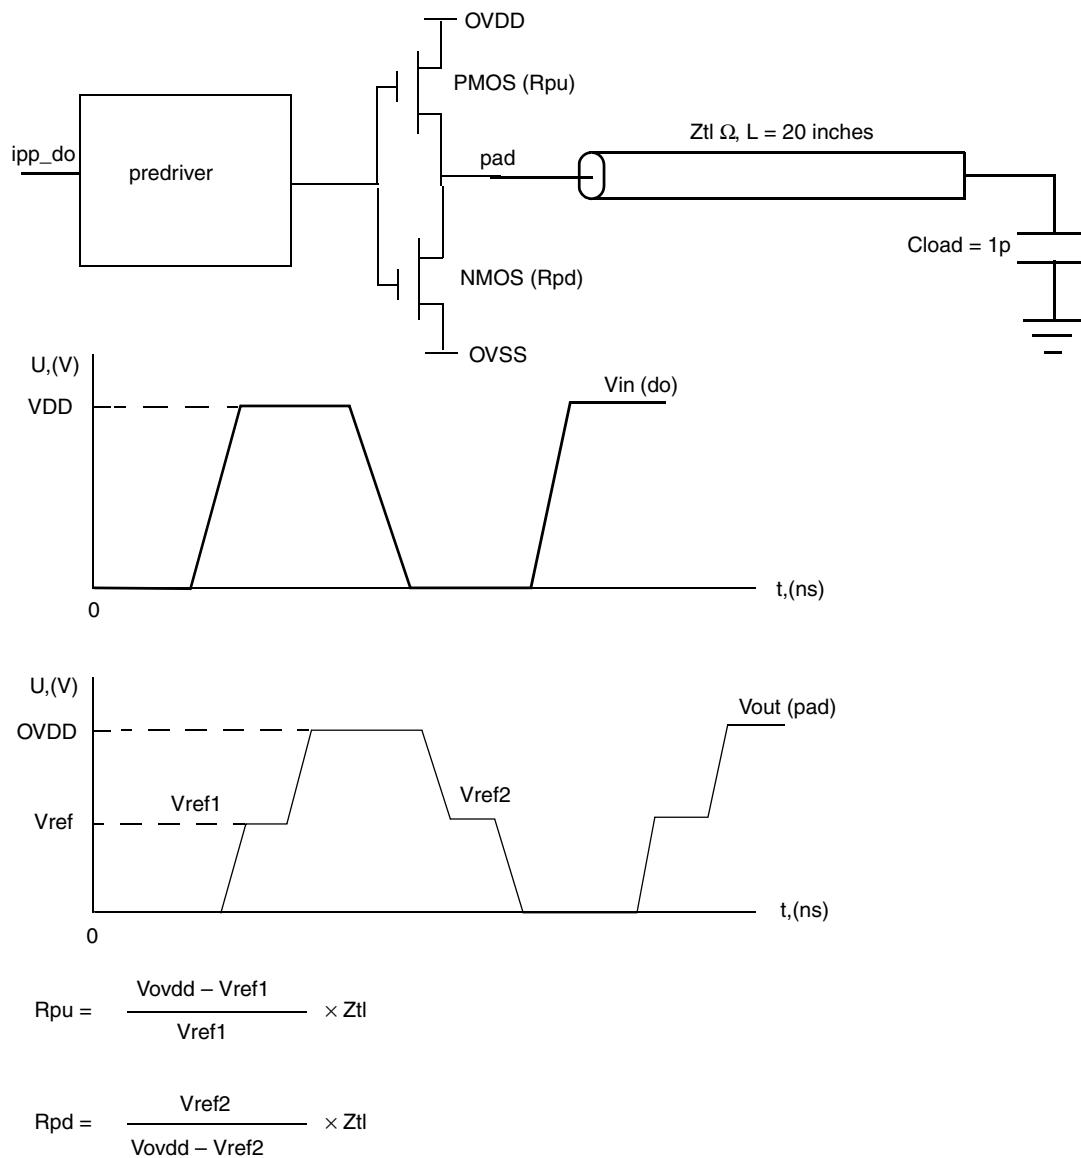 OVDD
PMOS (Rpu)
Ztl Ω, L = 20 inches
ipp_do
predriver
pad
Cload = 1p
NMOS (Rpd)
OVSS
U,(V)
VDD
Vin (do)
t,(ns)
0
U,(V)
OVDD
Vout (pad)
Vref1
Vref2
Vref
t,(ns)
0
Vovdd – Vref1
Rpu = × Ztl
Vref1
Vref2
Rpd = × Ztl
Vovdd – Vref2